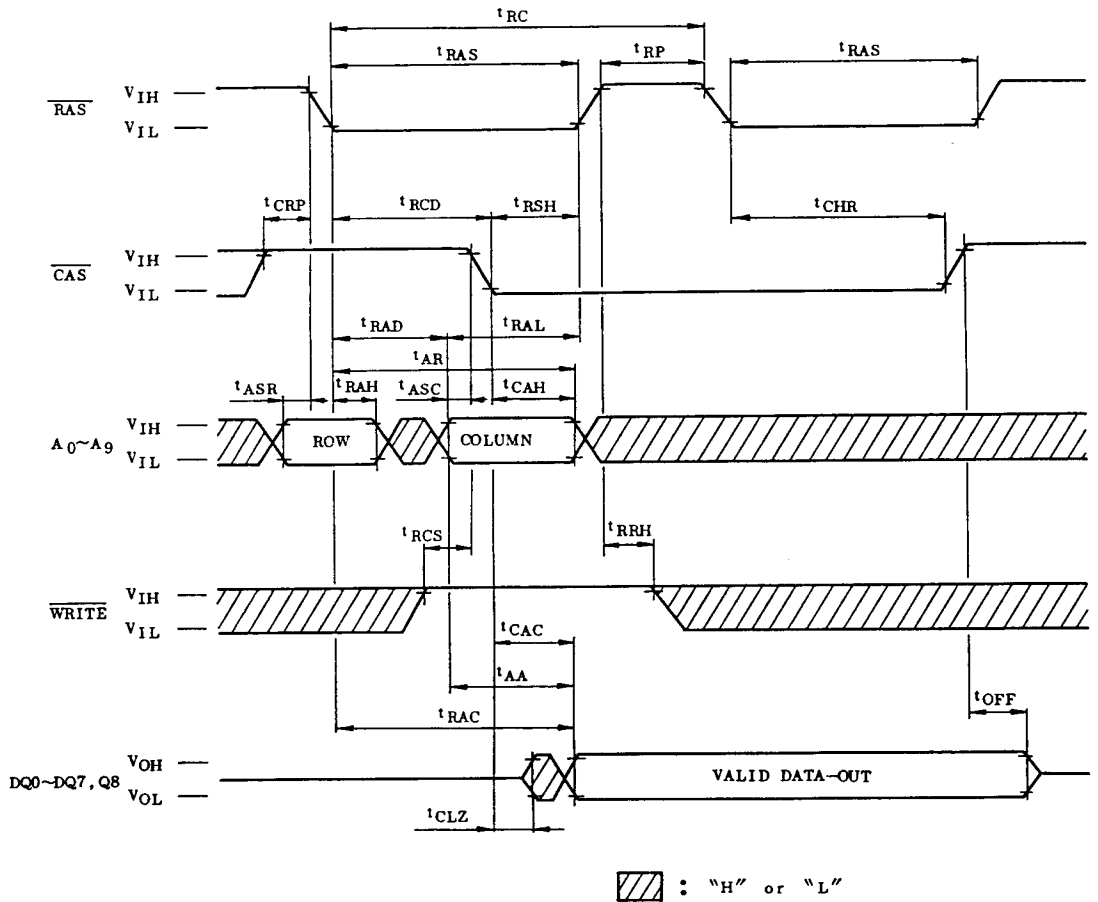 tRC
tRAS tRP tRAS
RAS VIH
VIL
tCRP tRCD tRSH tCHR
CAS VIH
VIL
tRAD tRAL
tAR
tASR tRAH tASC tCAH
A0~A9 VIH
VIL
ROW COLUMN
tRCS tRRH
WRITE VIH
VIL
tCAC
tAA
tRAC tOFF
DQ0~DQ7, Q8 VOH
VOL
VALID DATA-OUT
tCLZ
: "H" or "L"